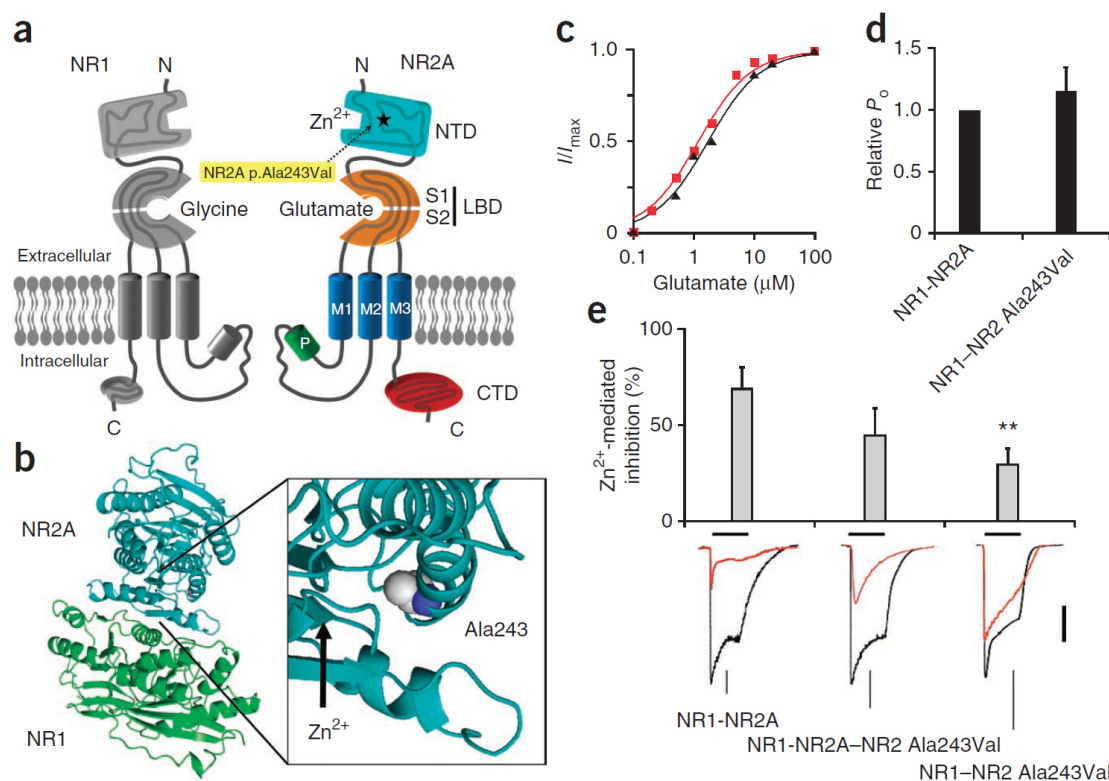 a
NR1
N
N
NR2A
Zn2+
NTD
NR2A p.Ala243Val
Glycine
Glutamate
S1
S2
LBD
Extracellular
M1
M2
M3
Intracellular
P
CTD
C
C
b
NR2A
NR1
Ala243
Zn2+
c
1.0
0.5
0
I/Imax
0.1
1
10
100
Glutamate (μM)
d
1.5
1.0
0.5
0
Relative Po
NR1-NR2A
NR1–NR2 Ala243Val
e
100
50
0
Zn2+-mediated
inhibition (%)
**
NR1-NR2A
NR1-NR2A–NR2 Ala243Val
NR1–NR2 Ala243Val